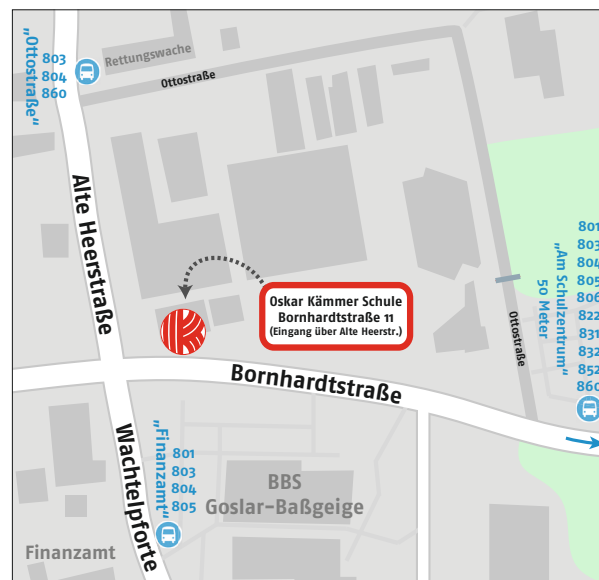 „Ottostraße“
803
804
860
Rettungswache
Ottostraße
Alte Heerstraße
Oskar Kämmer Schule
Bornhardtstraße 11
(Eingang über Alte Heerstr.)
„Am Schulzentrum“
50 Meter
801
803
804
805
806
822
831
832
852
860
Ottostraße
Bornhardtstraße
Wachtelpforte
„Finanzamt“
801
803
804
805
BBS
Goslar-Baßgeige
Finanzamt